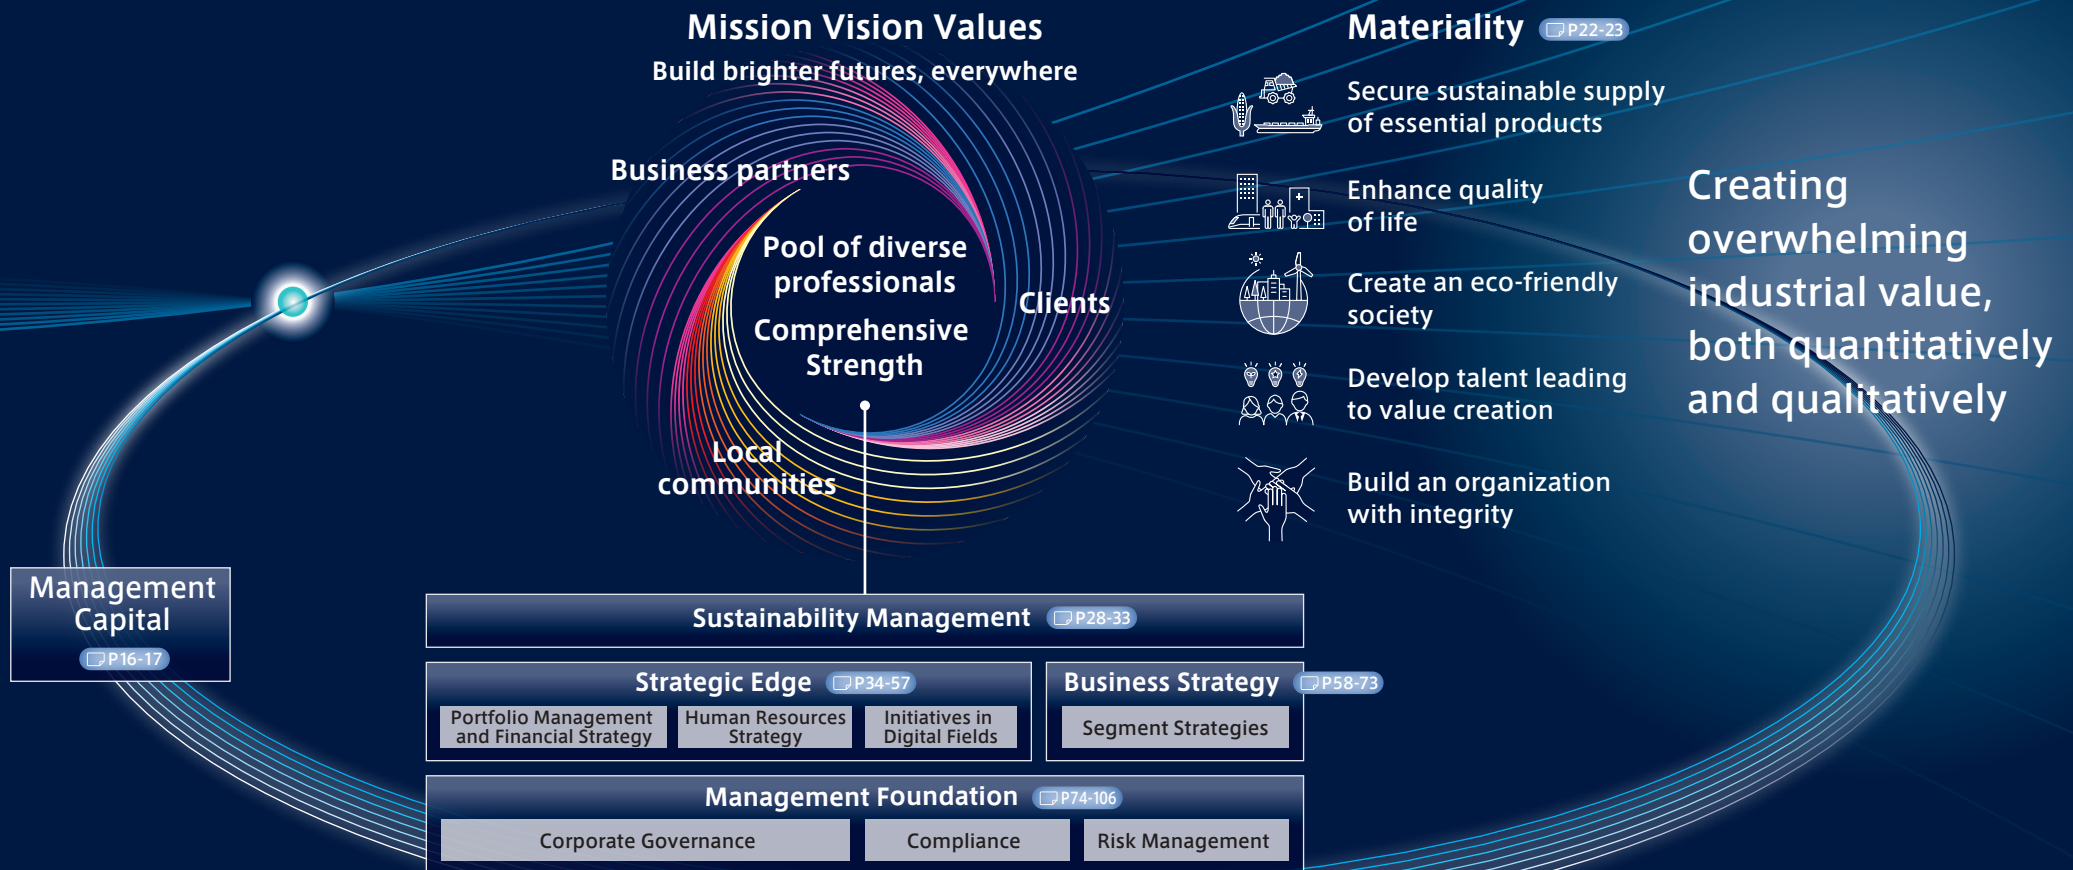 Mission Vision Values
Build brighter futures, everywhere
Business partners
Pool of diverse
professionals
Comprehensive
Strength
Clients
Local
communities
Materiality P22-23
Secure sustainable supply
of essential products
Enhance quality
of life
Create an eco-friendly
society
Develop talent leading
to value creation
Build an organization
with integrity
Creating
overwhelming
industrial value,
both quantitatively
and qualitatively
Management
Capital
P16-17
Sustainability Management P28-33
Strategic Edge P34-57
Portfolio Management
and Financial Strategy
Human Resources
Strategy
Initiatives in
Digital Fields
Business Strategy P58-73
Segment Strategies
Management Foundation P74-106
Corporate Governance
Compliance
Risk Management